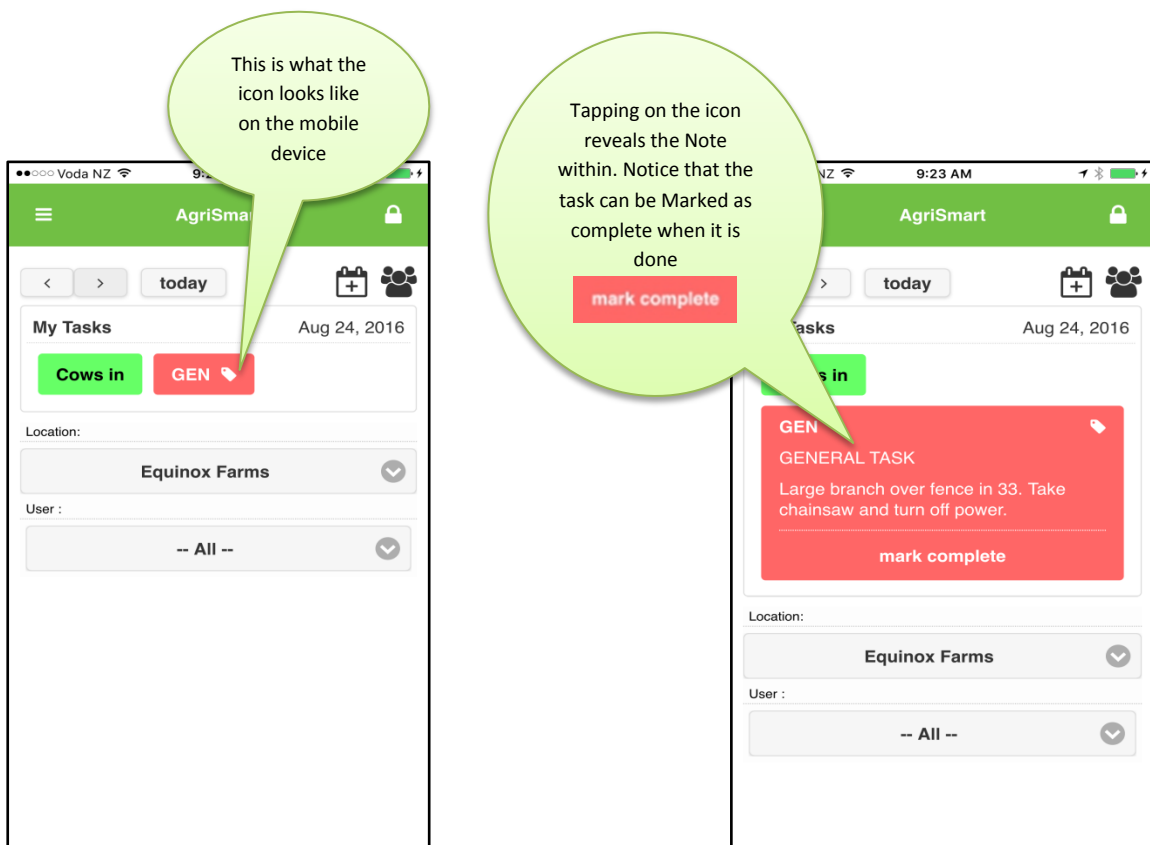 This is what the
icon looks like
on the mobile
device
Voda NZ
AgriSmar
today
My Tasks
Aug 24, 2016
Cows in
GEN
Location:
Equinox Farms
User :
-- All --
Tapping on the icon
reveals the Note
within. Notice that the
task can be Marked as
complete when it is
done
mark complete
NZ
9:23 AM
AgriSmart
today
Tasks
Aug 24, 2016
s in
GEN
GENERAL TASK
Large branch over fence in 33. Take
chainsaw and turn off power.
mark complete
Location:
Equinox Farms
User :
-- All --